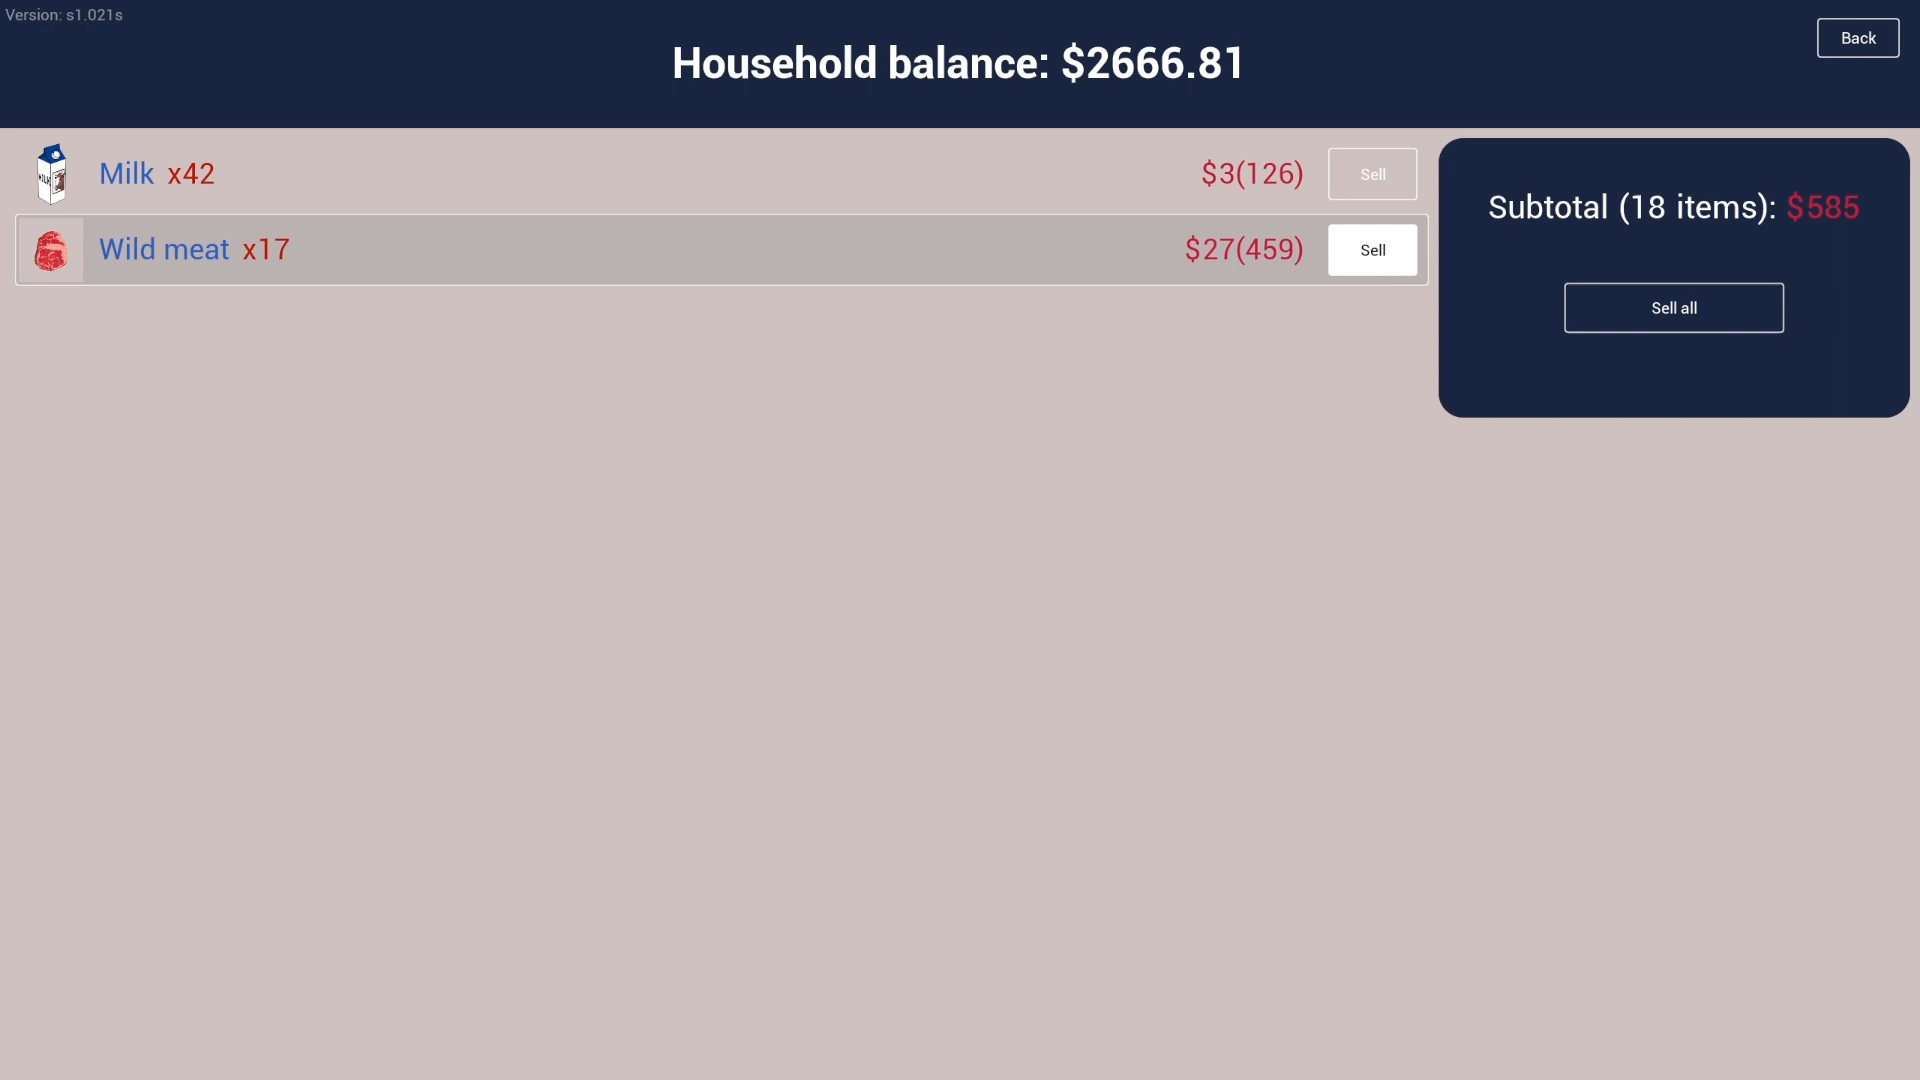 Version: s1.021s
Household balance: $2666.81
Back
Milk x42
$3(126)
Sell
Wild meat x17
$27(459)
Sell
Subtotal (18 items): $585
Sell all
MILK